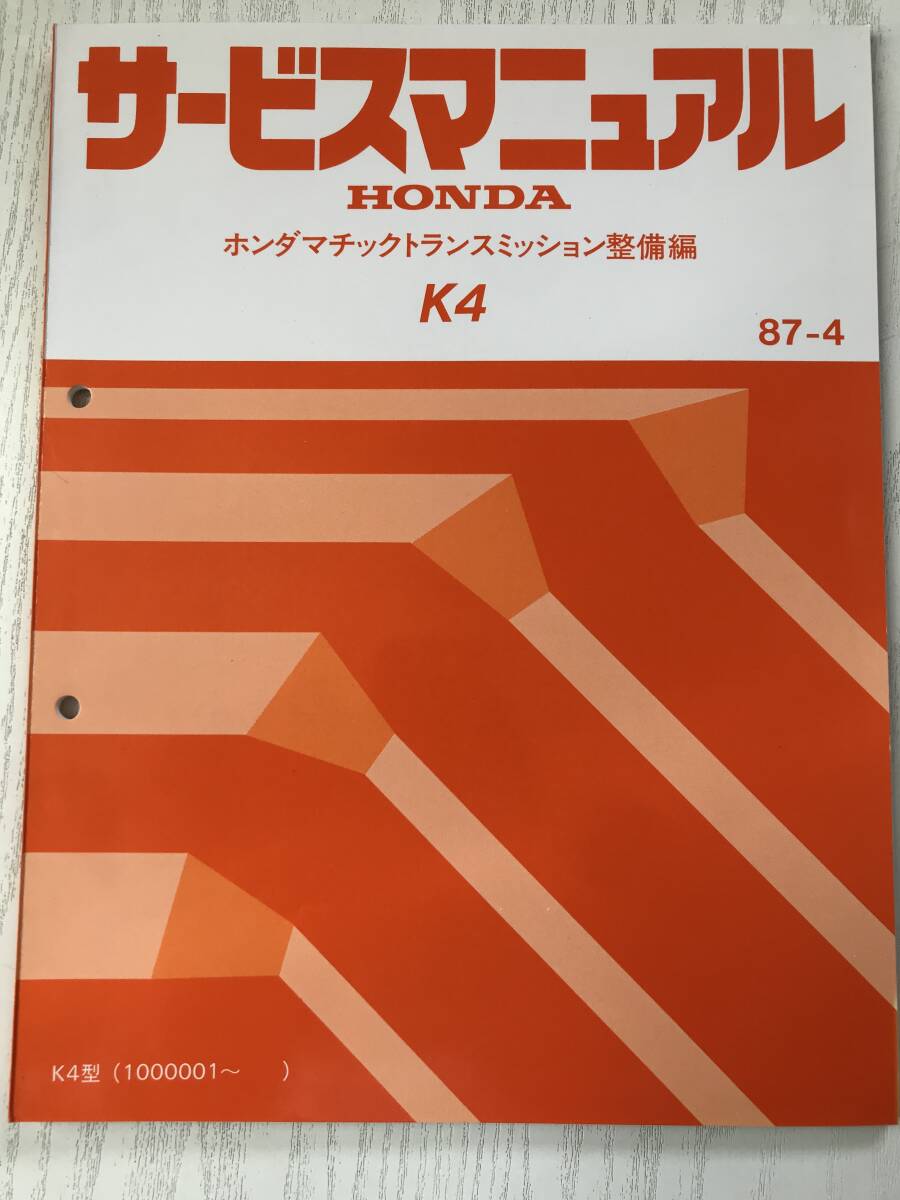 サービスマニュアル
HONDA
ホンダマチックトランスミッション整備編
K4
87-4
K4型 (1000001～　　)